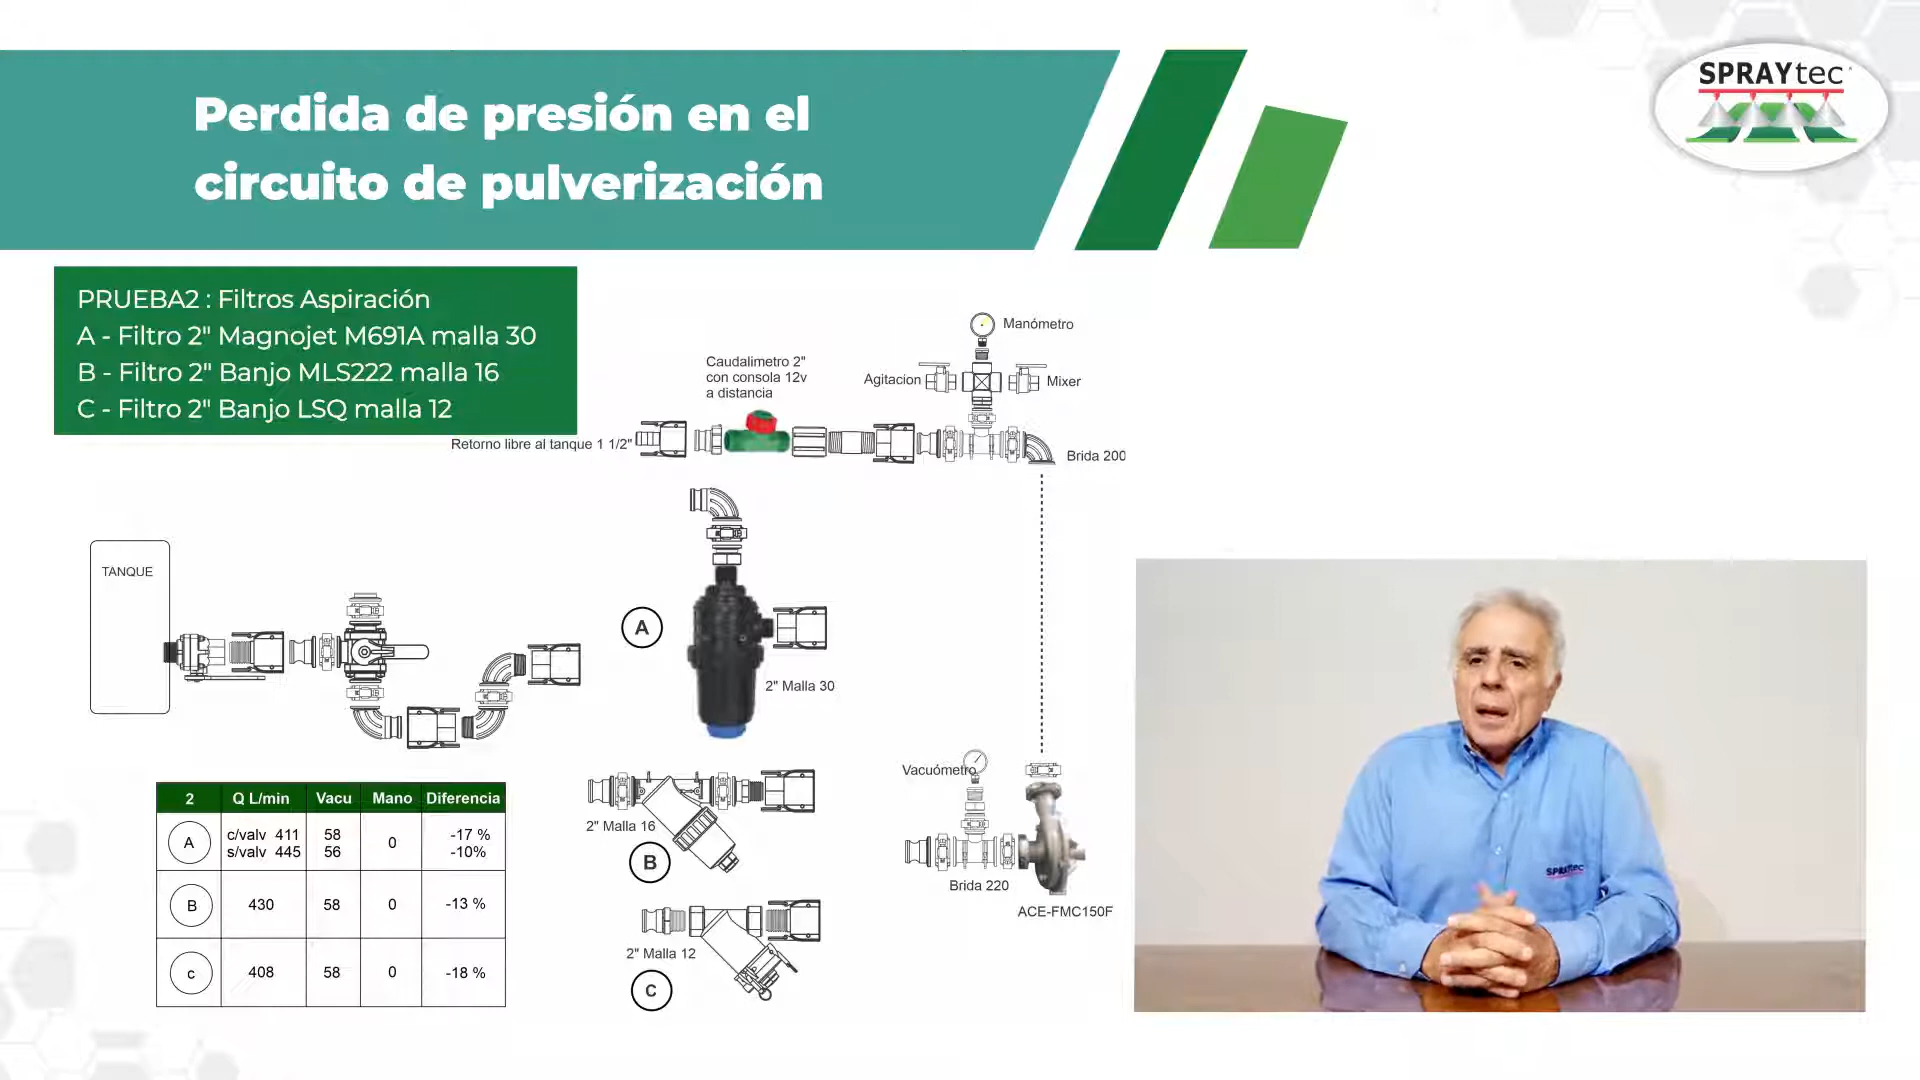 Perdida de presión en el
circuito de pulverización
SPRAYtec
PRUEBA2 : Filtros Aspiración
A - Filtro 2" Magnojet M691A malla 30
B - Filtro 2" Banjo MLS222 malla 16
C - Filtro 2" Banjo LSQ malla 12
Manómetro
Caudalimetro 2"
con consola 12v
a distancia
Agitacion
Mixer
Retorno libre al tanque 1 1/2"
Brida 200
TANQUE
A
2" Malla 30
Vacuómetro
2" Malla 16
B
Brida 220
ACE-FMC150F
2" Malla 12
C
2 Q L/min Vacu Mano Diferencia
A c/valv 411 58 0 -17 %
s/valv 445 56 -10%
B 430 58 0 -13 %
c 408 58 0 -18 %
SPRAYtec